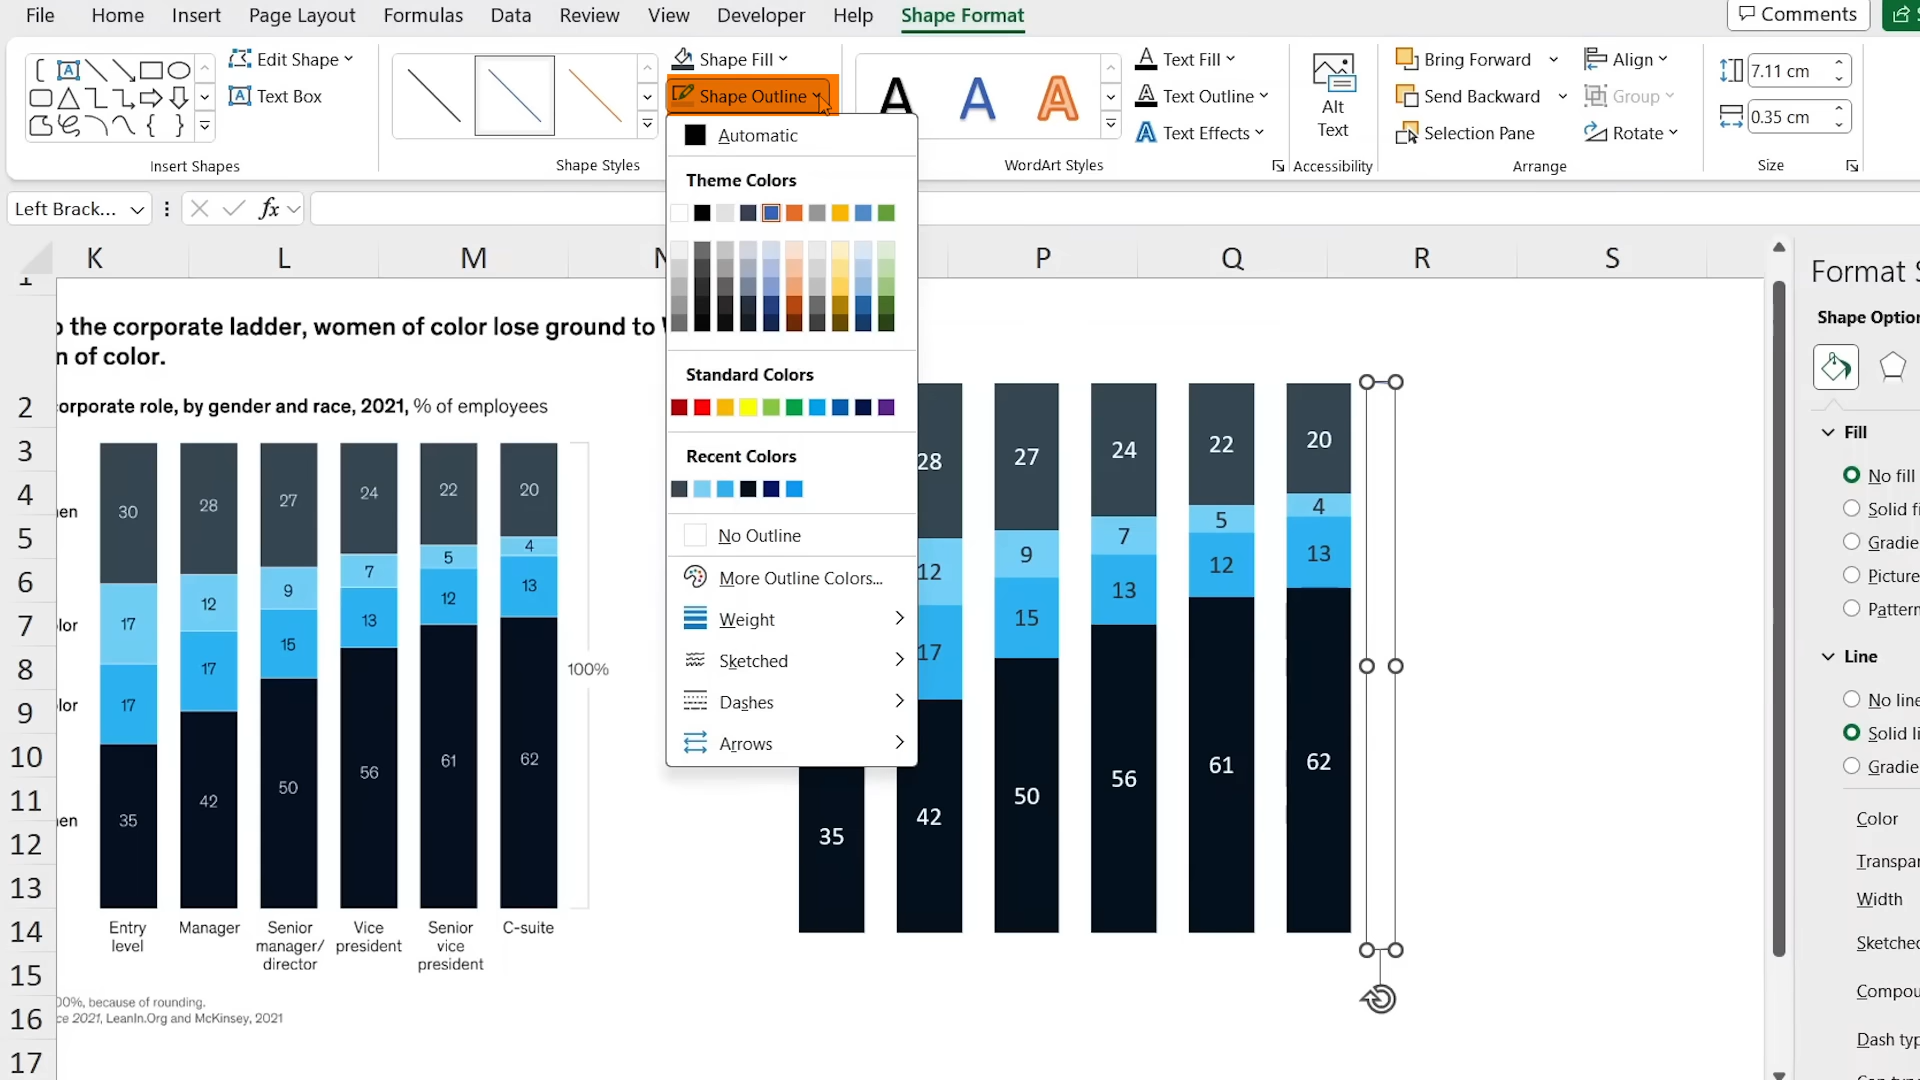 File Home Insert Page Layout Formulas Data Review View Developer Help Shape Format Comments
Edit Shape
Text Box
Insert Shapes
Shape Styles
Shape Fill
Shape Outline
WordArt Styles
Text Fill
Text Outline
Text Effects
Alt
Text
Accessibility
Bring Forward
Send Backward
Selection Pane
Align
Group
Rotate
Arrange
7.11 cm
0.35 cm
Size
Left Brack...
fx
Automatic
Theme Colors
Standard Colors
Recent Colors
No Outline
More Outline Colors...
Weight
Sketched
Dashes
Arrows
K L M N P Q R S
1
2
3
4
5
6
7
8
9
10
11
12
13
14
15
16
17
o the corporate ladder, women of color lose ground to
n of color.
corporate role, by gender and race, 2021, % of employees
30 28 27 24 22 20
17 12 9 7 5 4
17 17 15 13 12 13
35 42 50 56 61 62
100%
Entry
level
Manager
Senior
manager/
director
Vice
president
Senior
vice
president
C-suite
00%, because of rounding.
ce 2021, LeanIn.Org and McKinsey, 2021
28 27 24 22 20
12 9 7 5 4
17 15 13 12 13
35 42 50 56 61 62
Format S
Shape Option
Fill
No fill
Solid fi
Gradie
Picture
Pattern
Line
No line
Solid li
Gradie
Color
Transpar
Width
Sketched
Compou
Dash typ